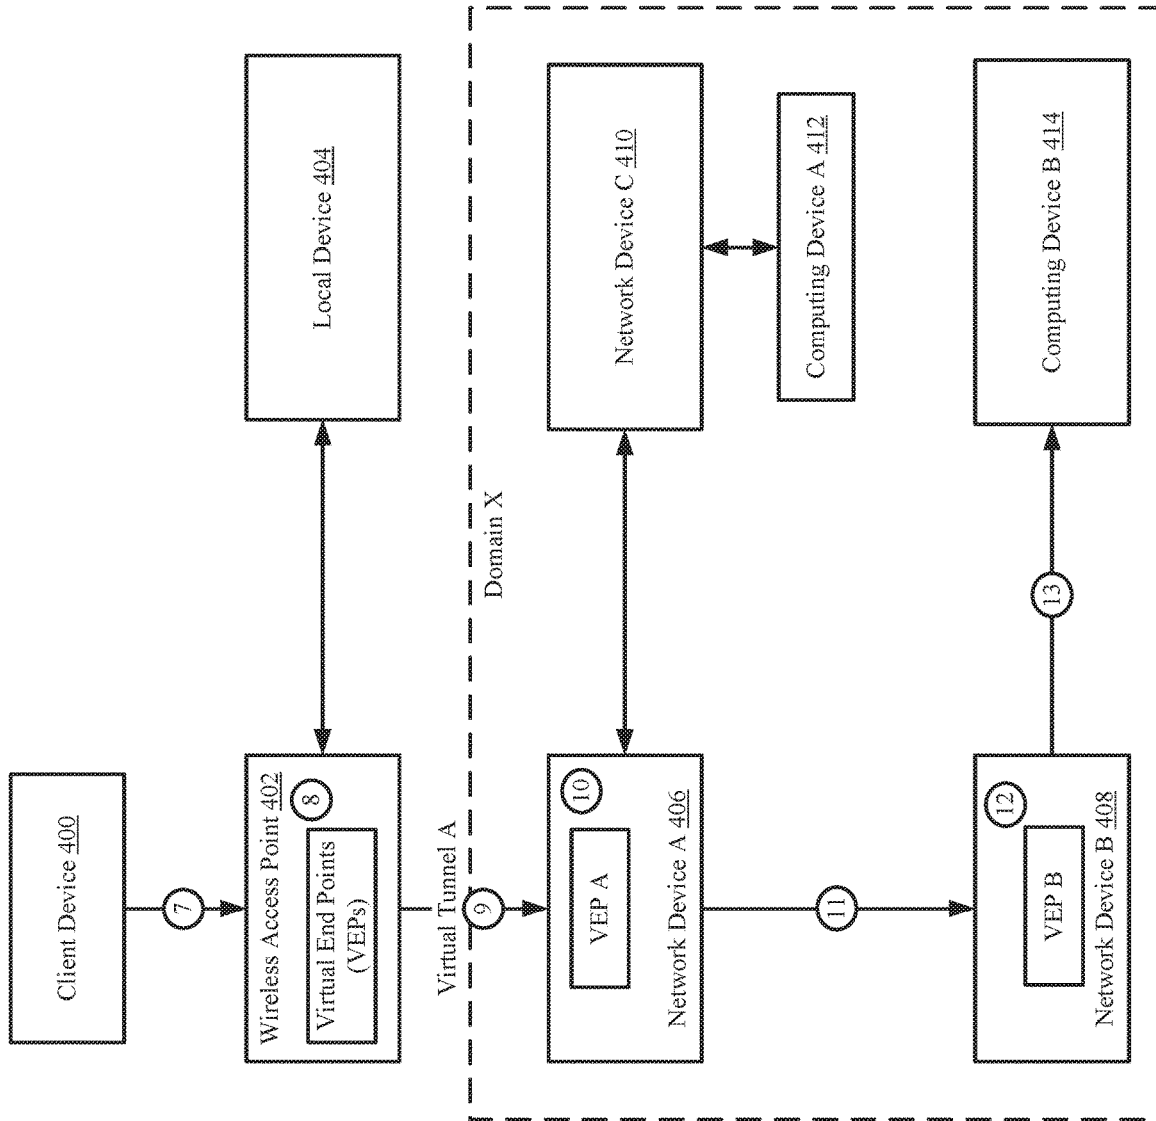 Client Device 400
7
Wireless Access Point 402
8
Virtual End Points
(VEPs)
Local Device 404
Virtual Tunnel A
9
Domain X
10
VEP A
Network Device A 406
Network Device C 410
Computing Device A 412
11
12
VEP B
Network Device B 408
13
Computing Device B 414